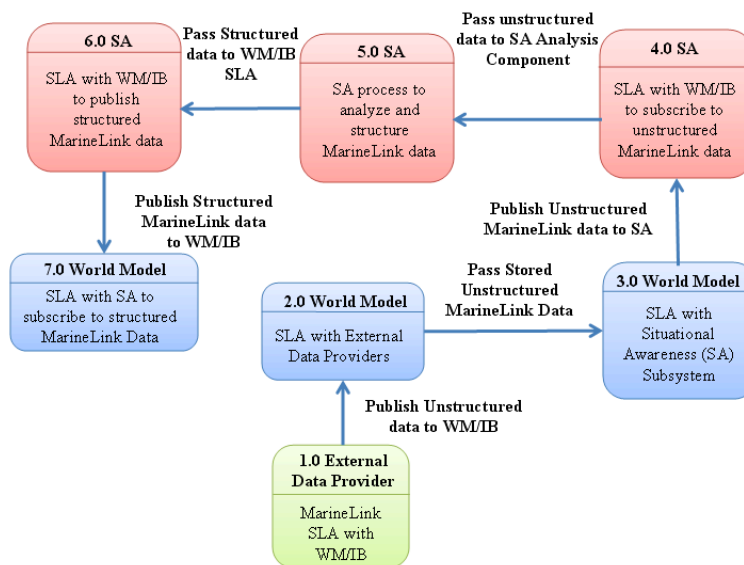 6.0 SA
SLA with WM/IB
to publish
structured
MarineLink data
Pass Structured
data to WM/IB
SLA
5.0 SA
SA process to
analyze and
structure
MarineLink data
Pass unstructured
data to SA Analysis
Component
4.0 SA
SLA with WM/IB
to subscribe to
unstructured
MarineLink data
Publish Structured
MarineLink data
to WM/IB
Publish Unstructured
MarineLink data to SA
7.0 World Model
SLA with SA to
subscribe to structured
MarineLink Data
2.0 World Model
SLA with External
Data Providers
Pass Stored
Unstructured
MarineLink Data
3.0 World Model
SLA with
Situational
Awareness (SA)
Subsystem
Publish Unstructured
data to WM/IB
1.0 External
Data Provider
MarineLink
SLA with
WM/IB